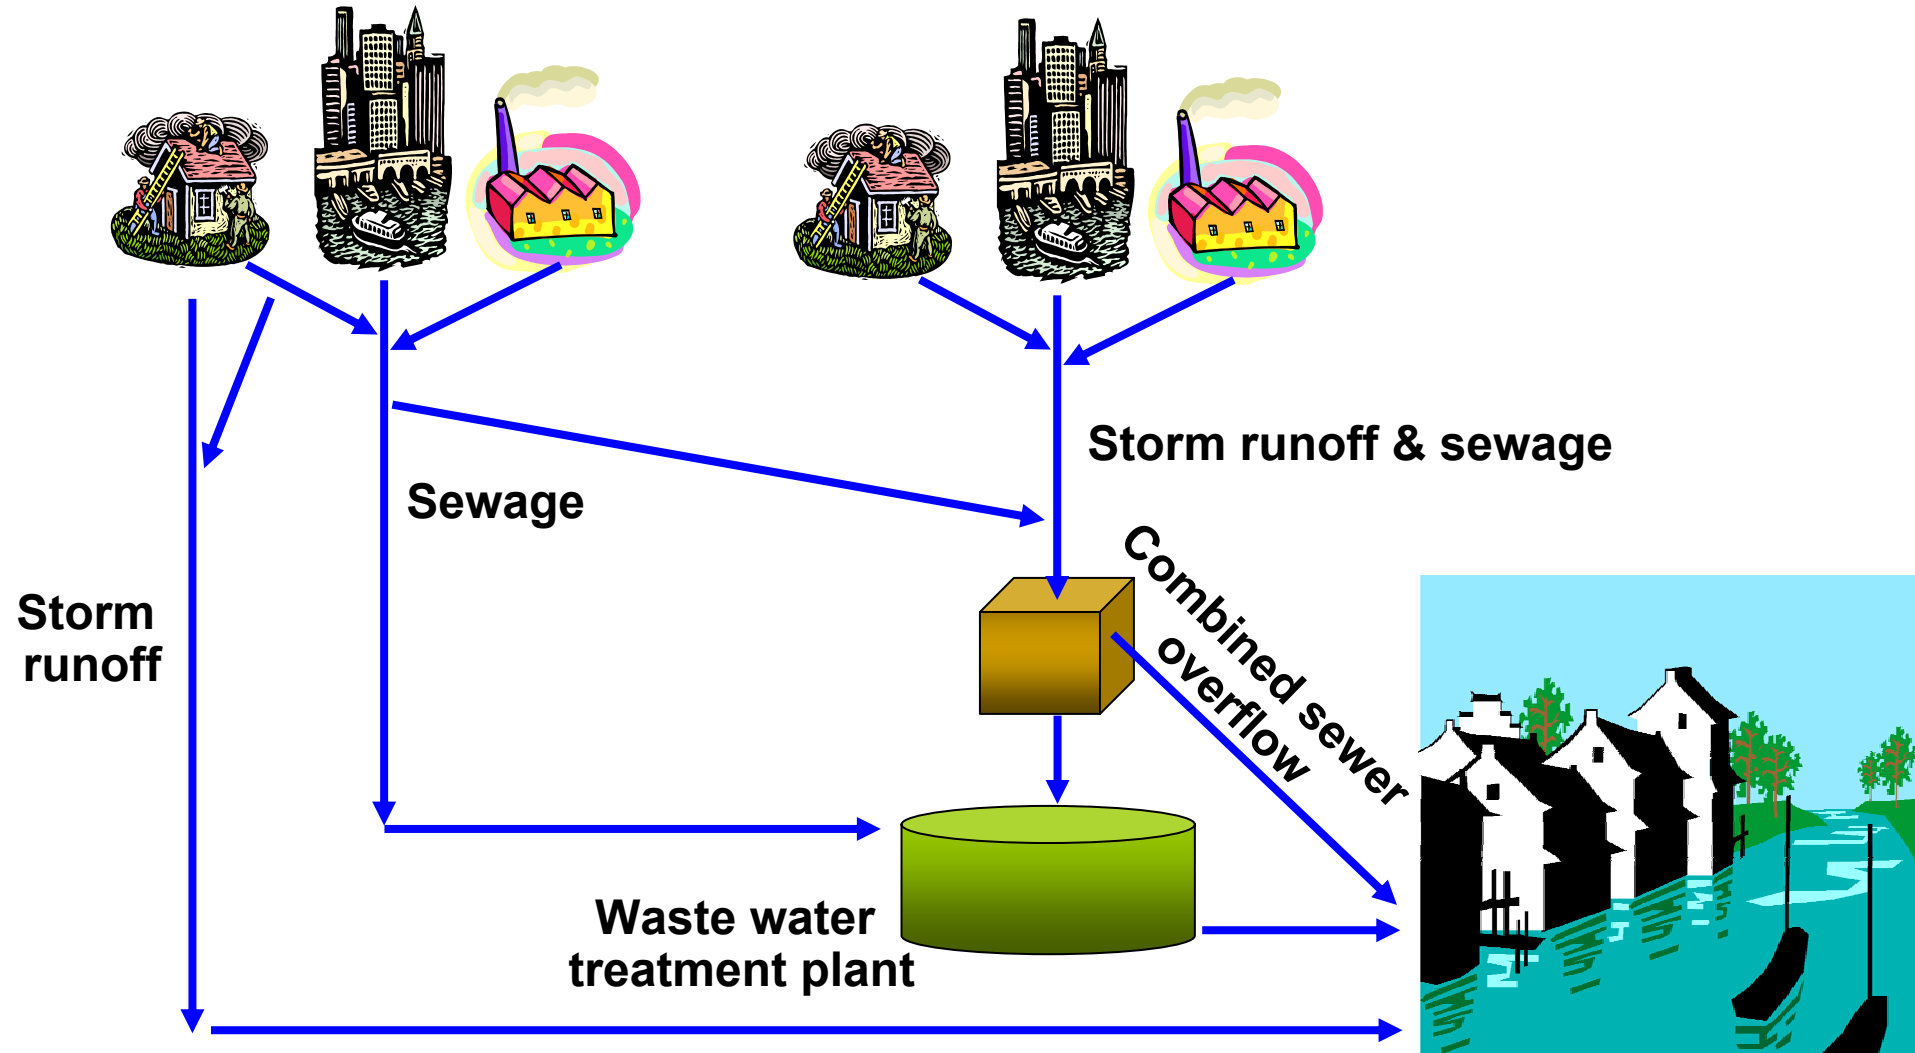 Storm runoff & sewage
Sewage
Combined sewer
overflow
Storm
runoff
Waste water
treatment plant